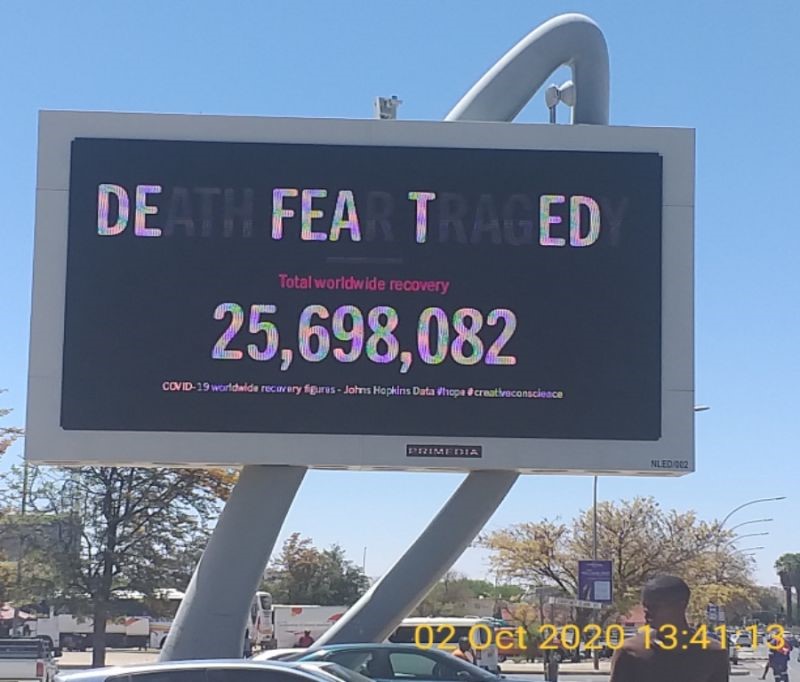 DEATH FEAR TRAGEDY
Total worldwide recovery
25,698,082
COVID-19 worldwide recovery figures - Johns Hopkins Data #hope #creativeconscience
PRIMEDIA
NLED/002
02 Oct 2020 13:41:13